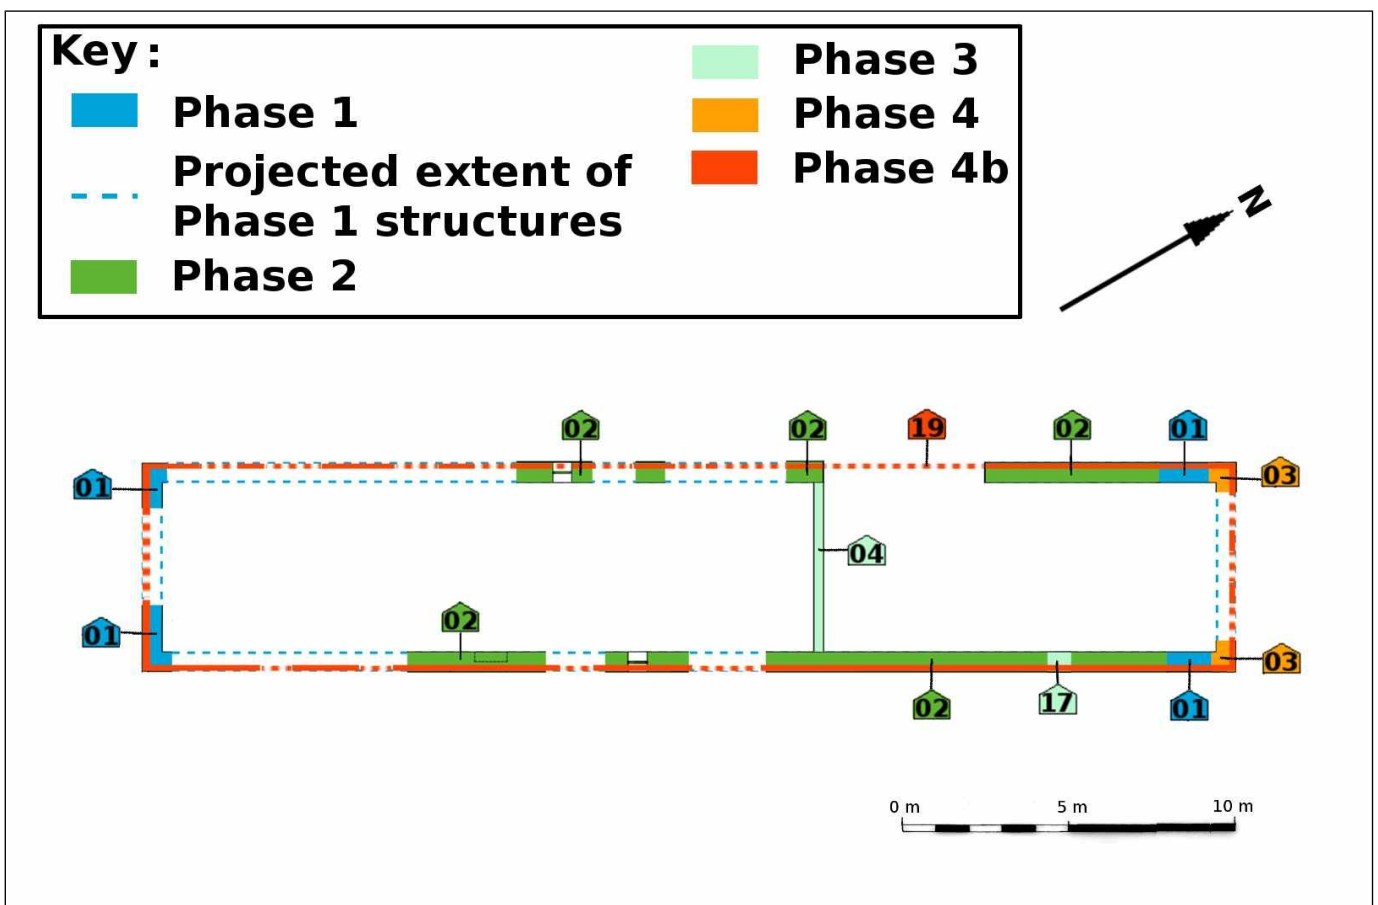 Key:
Phase 1
Projected extent of
Phase 1 structures
Phase 2
Phase 3
Phase 4
Phase 4b
N
02
02
19
02
01
01
03
04
02
01
03
02
17
01
0 m
5 m
10 m